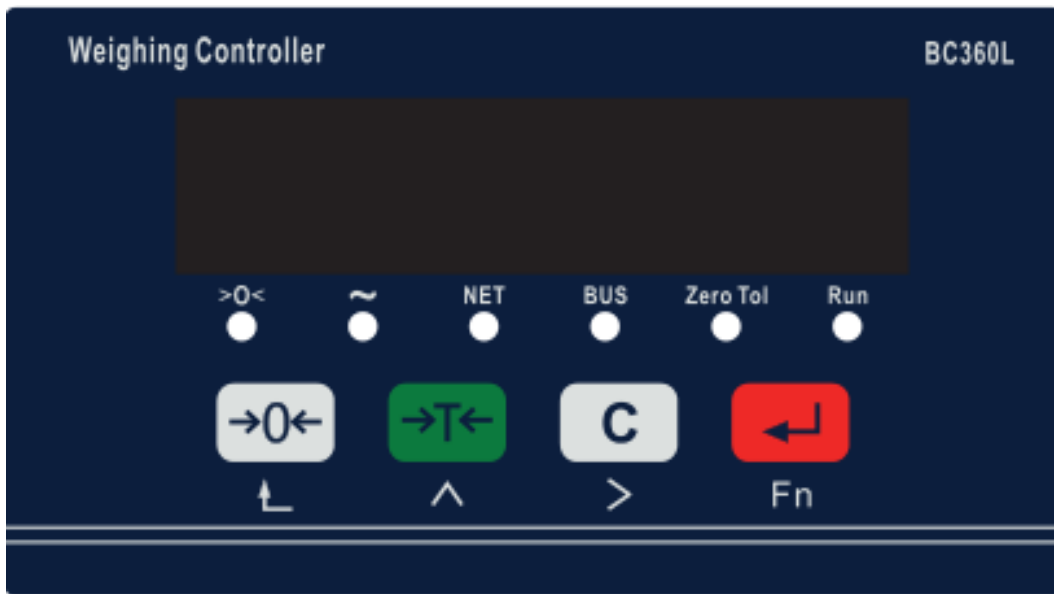 Weighing Controller BC360L
>0< ~ NET BUS Zero Tol Run
→0← →T← C ↵
Fn